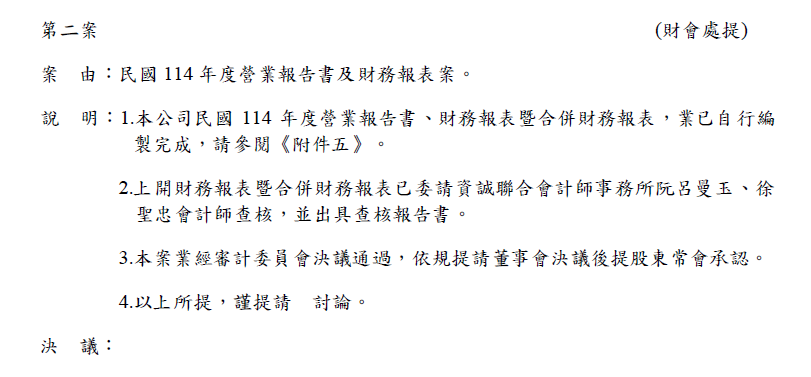 第二案 (財會處提)
案　由：民國 114 年度營業報告書及財務報表案。
說　明：1.本公司民國 114 年度營業報告書、財務報表暨合併財務報表，業已自行編
製完成，請參閱《附件五》。
2.上開財務報表暨合併財務報表已委請資誠聯合會計師事務所阮呂曼玉、徐
聖忠會計師查核，並出具查核報告書。
3.本案業經審計委員會決議通過，依規提請董事會決議後提股東常會承認。
4.以上所提，謹提請　討論。
決　議：